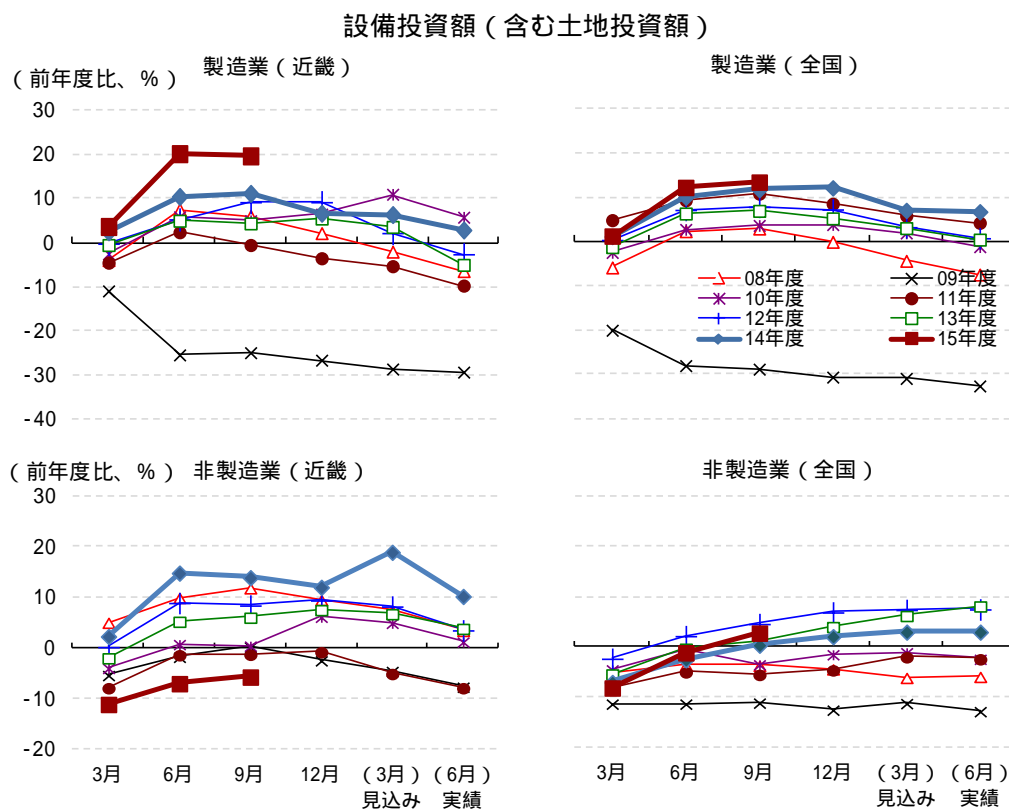 設備投資額（含む土地投資額）
（前年度比、％）
製造業（近畿）
製造業（全国）
30
20
10
0
-10
-20
-30
-40
08年度
09年度
10年度
11年度
12年度
13年度
14年度
15年度
（前年度比、％）
非製造業（近畿）
非製造業（全国）
30
20
10
0
-10
-20
3月
6月
9月
12月
（3月）
見込み
（6月）
実績
3月
6月
9月
12月
（3月）
見込み
（6月）
実績